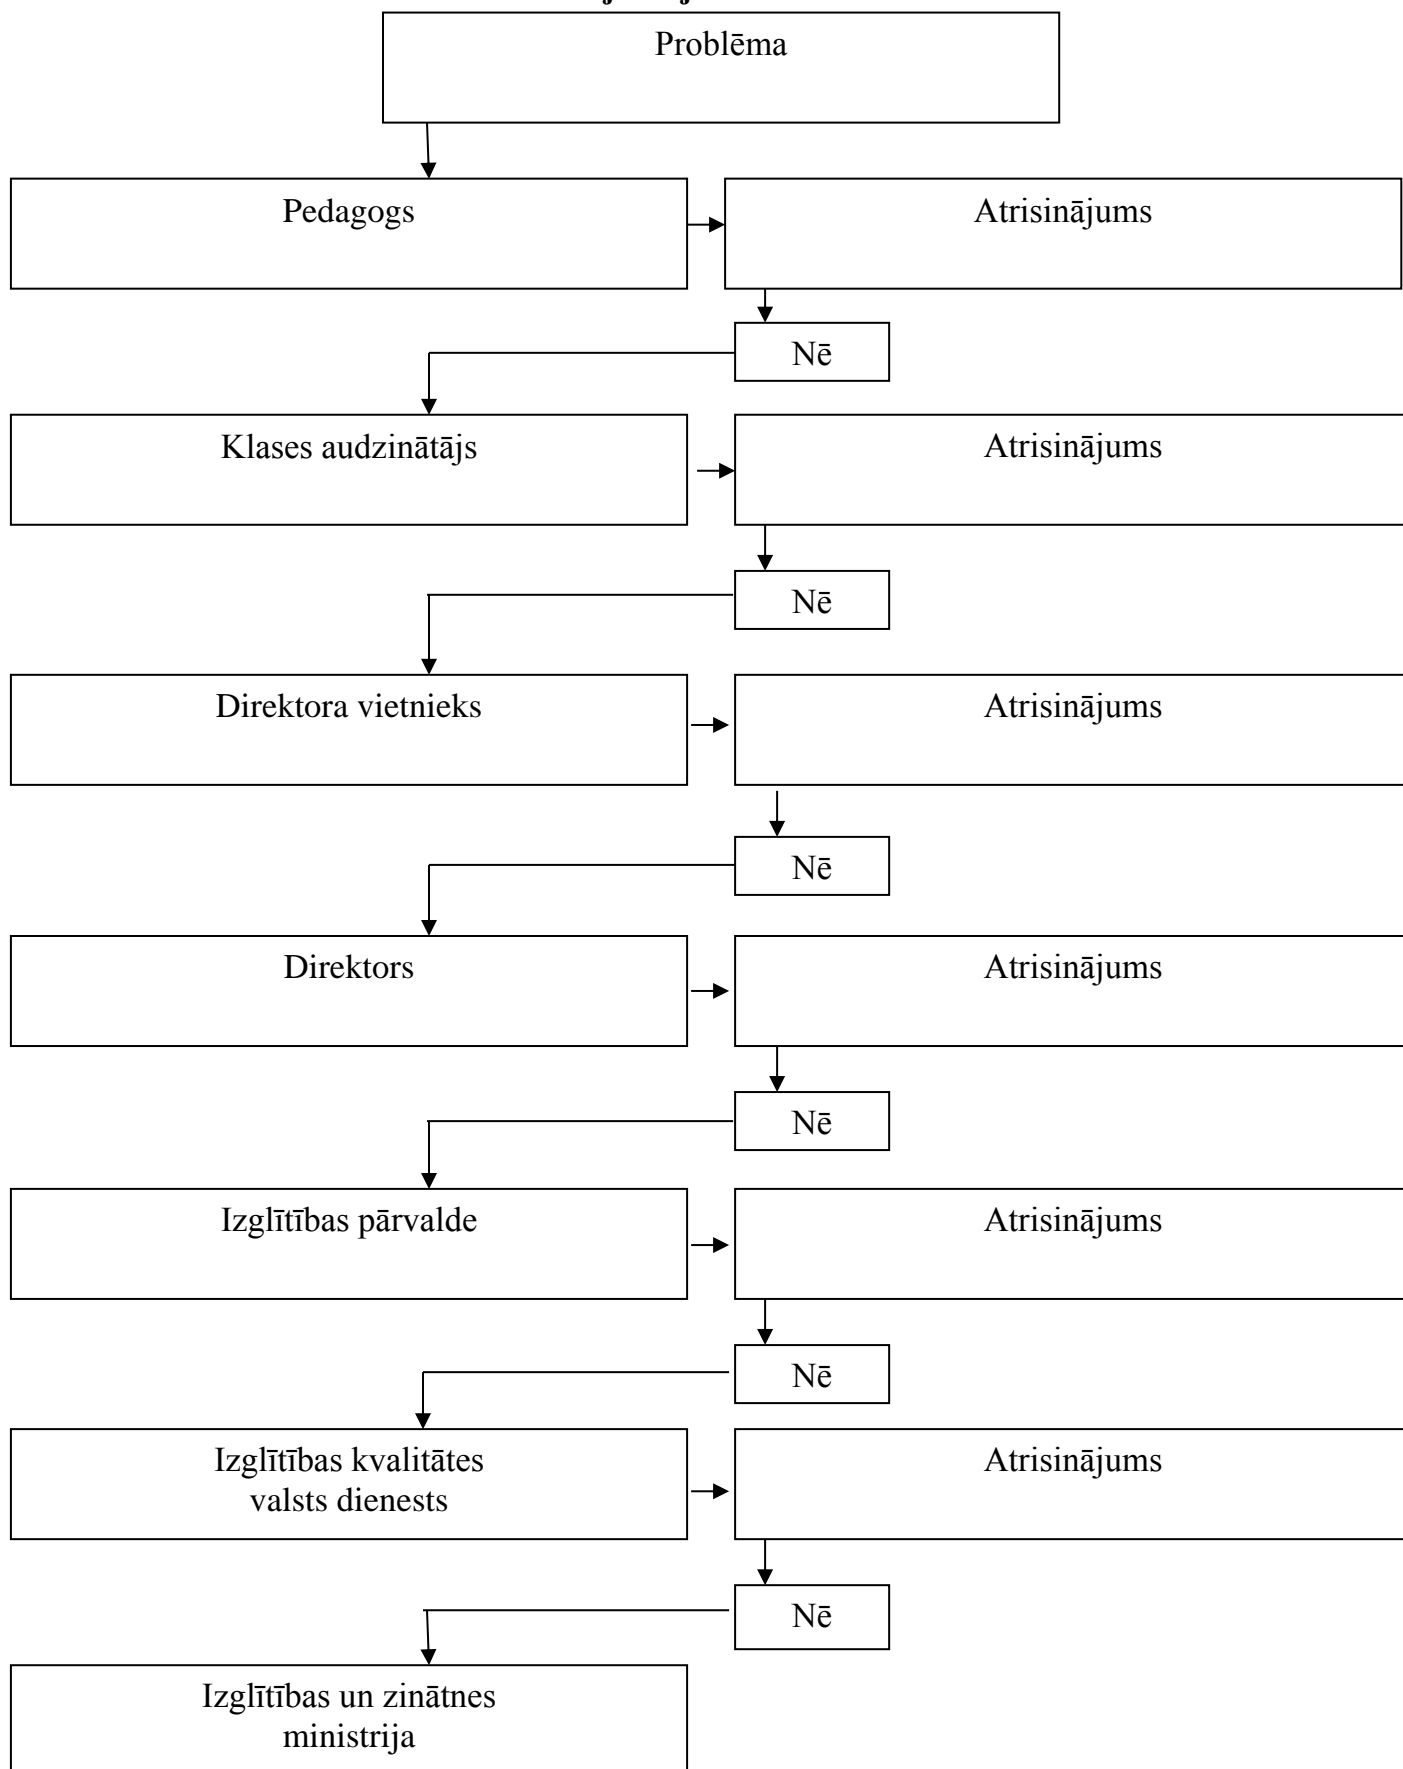 Problēma
Pedagogs
Atrisinājums
Nē
Klases audzinātājs
Atrisinājums
Nē
Direktora vietnieks
Atrisinājums
Nē
Direktors
Atrisinājums
Nē
Izglītības pārvalde
Atrisinājums
Nē
Izglītības kvalitātes
valsts dienests
Atrisinājums
Nē
Izglītības un zinātnes
ministrija